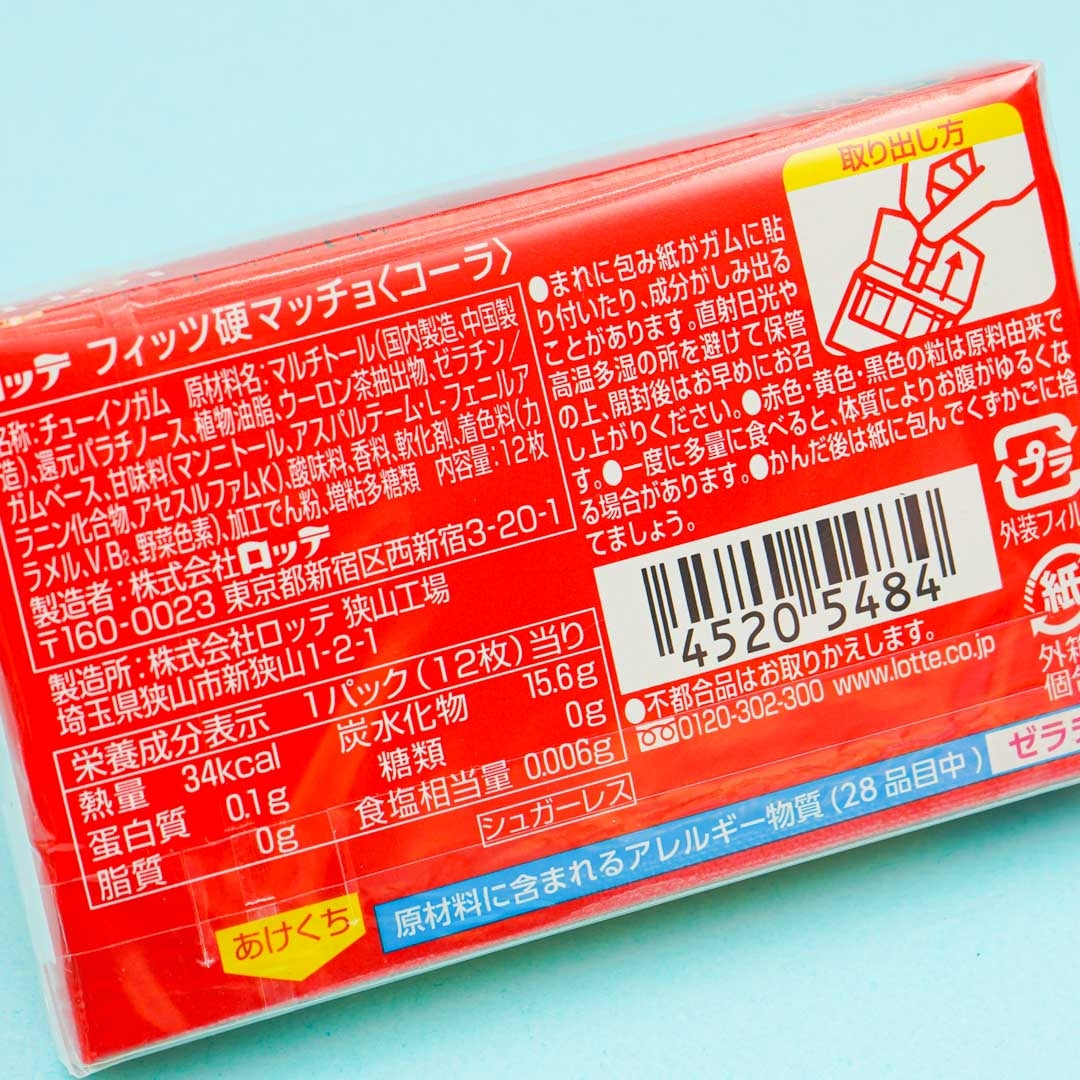 ロッテ フィッツ硬マッチョ〈コーラ〉
名称:チューインガム 原材料名:マルチトール(国内製造、中国製
造)、還元パラチノース、植物油脂、ウーロン茶抽出物、ゼラチン/
ガムベース、甘味料(マンニトール、アスパルテーム・L-フェニルア
ラニン化合物、アセスルファムK)、酸味料、香料、軟化剤、着色料(カ
ラメル、V.B₂、野菜色素)、加工でん粉、増粘多糖類 内容量:12枚
製造者:株式会社ロッテ
〒160-0023 東京都新宿区西新宿3-20-1
製造所:株式会社ロッテ 狭山工場
埼玉県狭山市新狭山1-2-1
栄養成分表示 1パック(12枚)当り
熱量 34kcal 炭水化物 15.6g
蛋白質 0.1g 糖類 0g
脂質 0g 食塩相当量 0.006g
シュガーレス
あけくち
取り出し方
●まれに包み紙がガムに貼
り付いたり、成分がしみ出る
ことがあります。直射日光や
高温多湿の所を避けて保管
の上、開封後はお早めにお召
し上がりください。●赤色・黄色・黒色の粒は原料由来で
す。●一度に多量に食べると、体質によりお腹がゆるくな
る場合があります。●かんだ後は紙に包んでくずかごに捨
てましょう。
プラ
外装フィル
紙
外箱
個包
4520 5484
●不都合品はお取りかえします。
0120-302-300 www.lotte.co.jp
原材料に含まれるアレルギー物質(28品目中)
ゼラチ